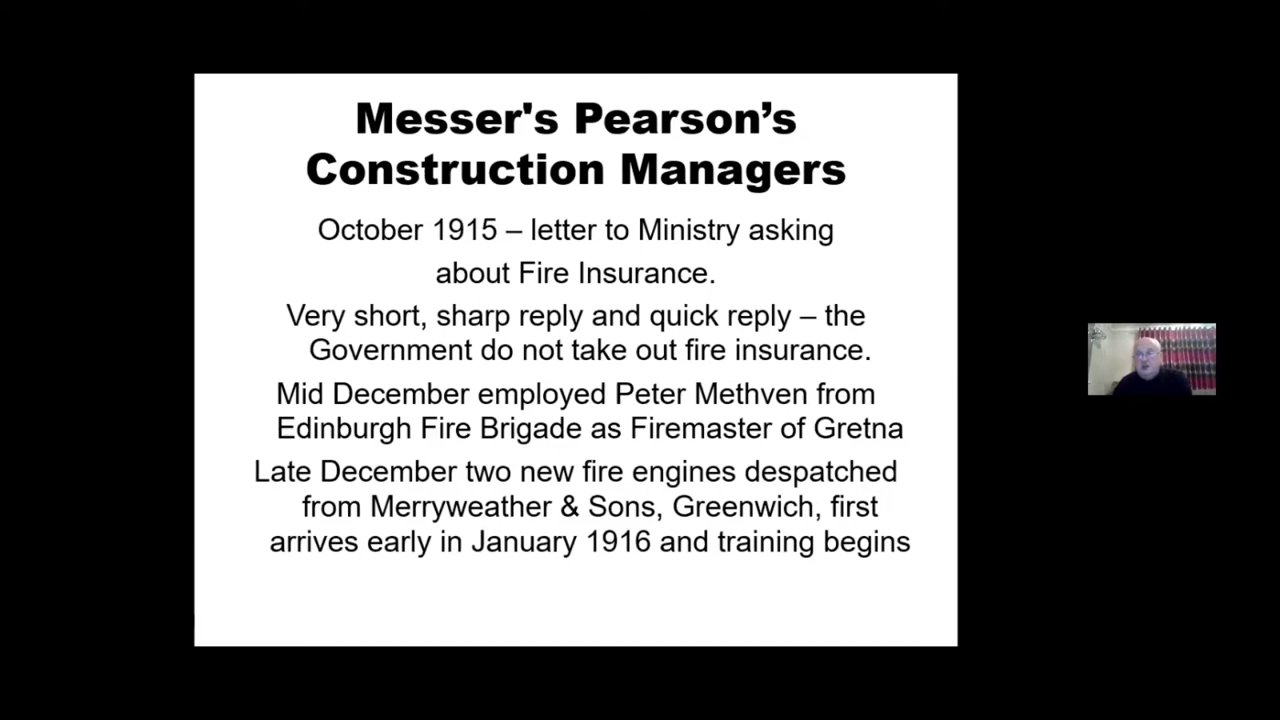 Messer's Pearson’s
Construction Managers
October 1915 – letter to Ministry asking
about Fire Insurance.
Very short, sharp reply and quick reply – the
Government do not take out fire insurance.
Mid December employed Peter Methven from
Edinburgh Fire Brigade as Firemaster of Gretna
Late December two new fire engines despatched
from Merryweather & Sons, Greenwich, first
arrives early in January 1916 and training begins